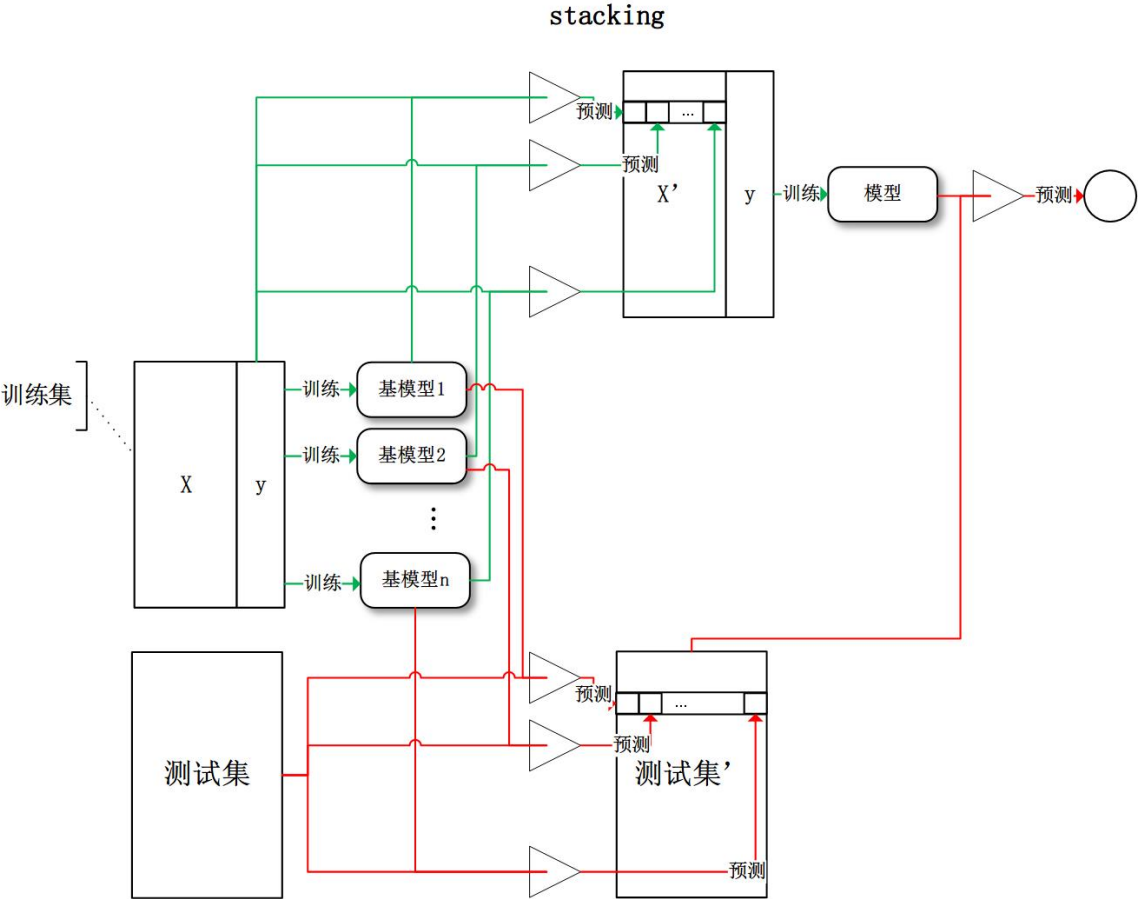 stacking
预测
...
预测
X'
y
训练
模型
预测
训练集
X
y
训练
基模型1
训练
基模型2
⋮
训练
基模型n
测试集
预测
...
预测
测试集'
预测